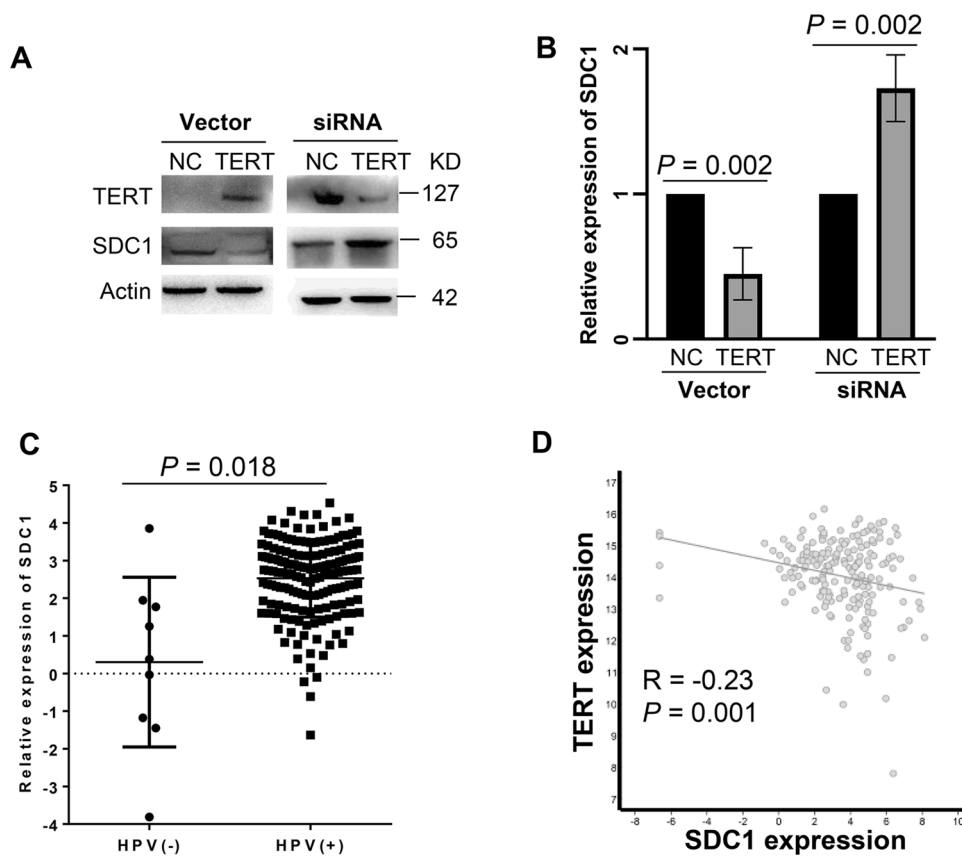 A
Vector siRNA
NC TERT NC TERT KD
TERT 127
SDC1 65
Actin 42
B
P = 0.002
P = 0.002
Relative expression of SDC1
2
1
0
NC TERT NC TERT
Vector siRNA
C
P = 0.018
Relative expression of SDC1
5
4
3
2
1
0
-1
-2
-3
-4
HPV(-) HPV(+)
D
TERT expression
17
16
15
14
13
12
11
10
9
8
7
R = -0.23
P = 0.001
-8 -6 -4 -2 0 2 4 6 8 10
SDC1 expression